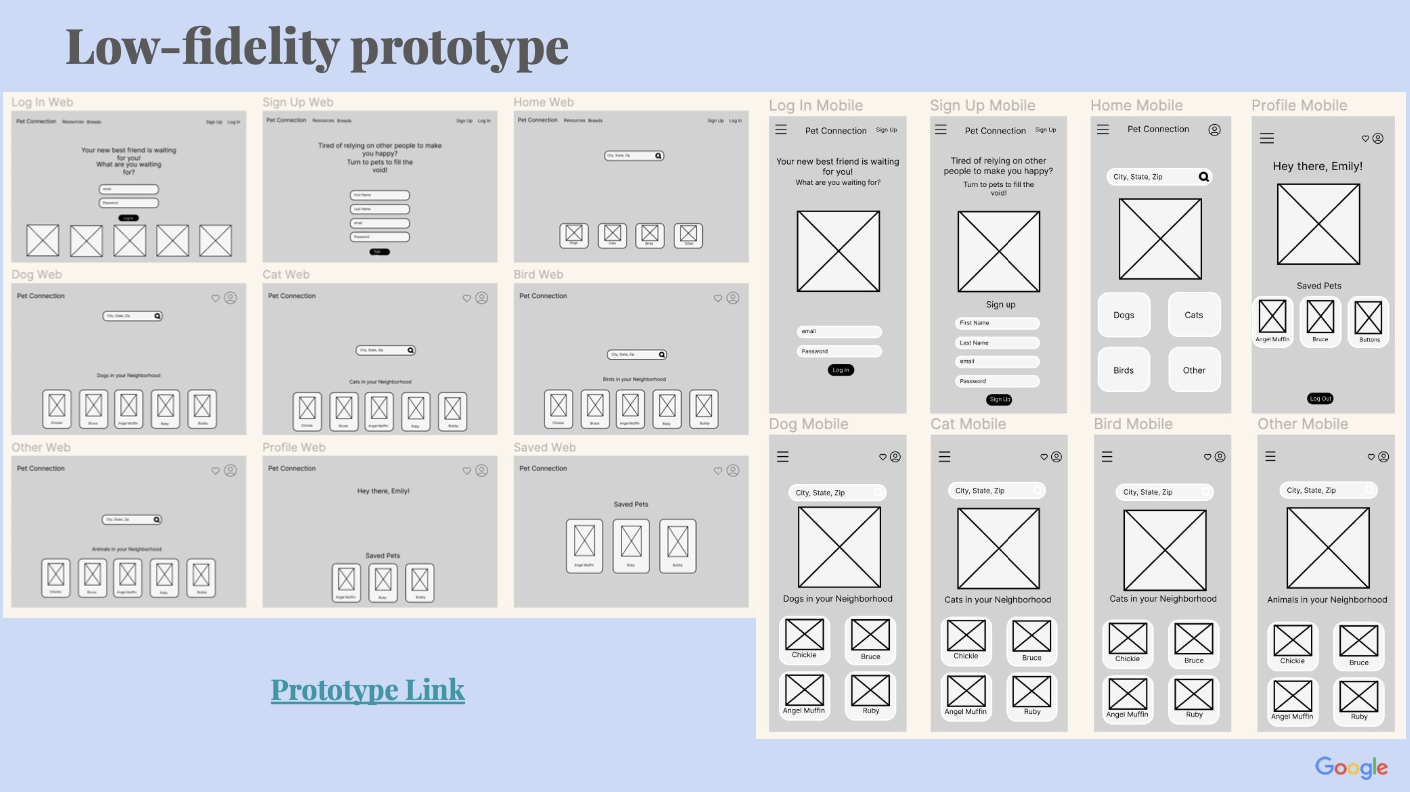 Low-fidelity prototype
Log In Web
Pet Connection Resources Breeds Sign Up Log In
Your new best friend is waiting
for you!
What are you waiting
for?
email
Password
Log In
Sign Up Web
Pet Connection Resources Breeds Sign Up Log In
Tired of relying on other people to make
you happy?
Turn to pets to fill the
void!
First Name
Last Name
email
Password
Home Web
Pet Connection Resources Breeds Sign Up Log In
City, State, Zip
Dogs Cats Birds Other
Dog Web
Pet Connection
City, State, Zip
Dogs in your Neighborhood
Chickie Bruce Angel Muffin Ruby Bobby
Cat Web
Pet Connection
City, State, Zip
Cats in your Neighborhood
Chickie Bruce Angel Muffin Ruby Bobby
Bird Web
Pet Connection
City, State, Zip
Birds in your Neighborhood
Chickie Bruce Angel Muffin Ruby Bobby
Other Web
Pet Connection
City, State, Zip
Animals in your Neighborhood
Chickie Bruce Angel Muffin Ruby Bobby
Profile Web
Pet Connection
Hey there, Emily!
Saved Pets
Angel Muffin Ruby Bobby
Saved Web
Pet Connection
Saved Pets
Angel Muffin Ruby Bobby
Log In Mobile
Pet Connection Sign Up
Your new best friend is waiting
for you!
What are you waiting for?
email
Password
Log In
Sign Up Mobile
Pet Connection Sign Up
Tired of relying on other
people to make you happy?
Turn to pets to fill the
void!
Sign up
First Name
Last Name
email
Password
Sign Up
Home Mobile
Pet Connection
City, State, Zip
Dogs Cats
Birds Other
Profile Mobile
Hey there, Emily!
Saved Pets
Angel Muffin Bruce Buttons
Log Out
Dog Mobile
City, State, Zip
Dogs in your Neighborhood
Chickie Bruce
Angel Muffin Ruby
Cat Mobile
City, State, Zip
Cats in your Neighborhood
Chickie Bruce
Angel Muffin Ruby
Bird Mobile
City, State, Zip
Cats in your Neighborhood
Chickie Bruce
Angel Muffin Ruby
Other Mobile
City, State, Zip
Animals in your Neighborhood
Chickie Bruce
Angel Muffin Ruby
Prototype Link
Google